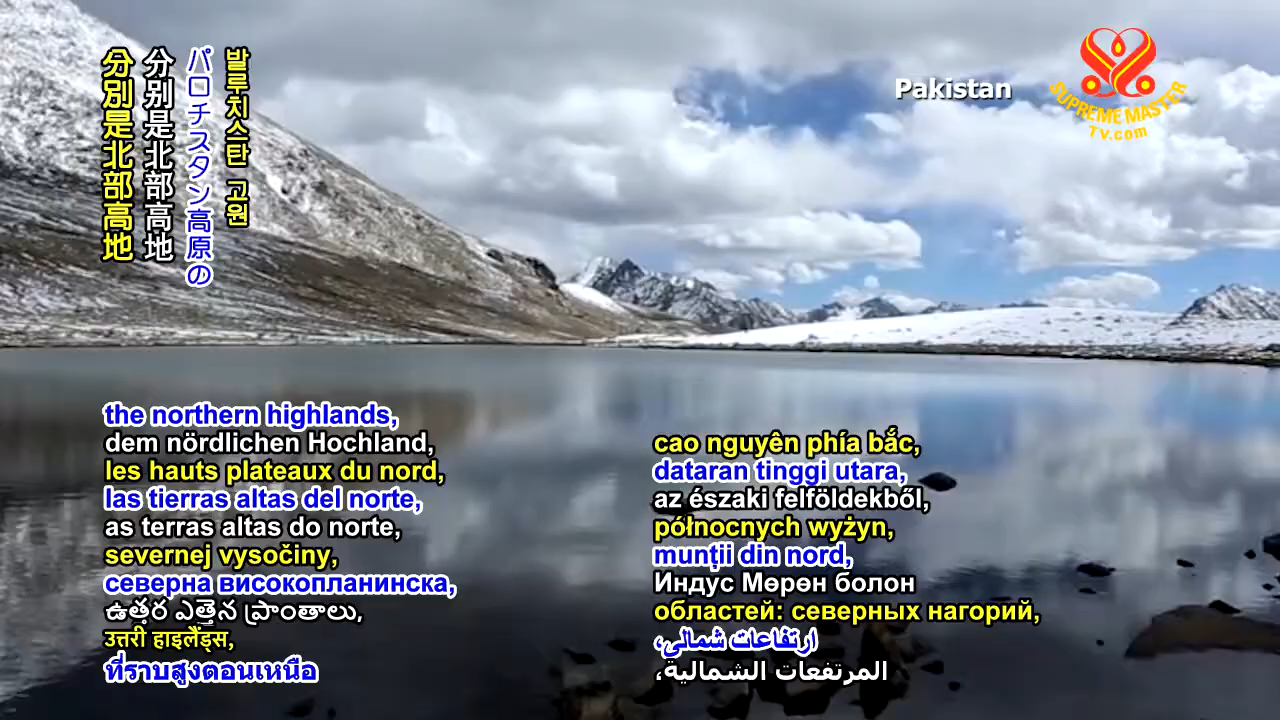 발루치스탄 고원
パロチスタン高原の
分别是北部高地
分別是北部高地
Pakistan
SUPREME MASTER
TV.com
the northern highlands,
dem nördlichen Hochland,
les hauts plateaux du nord,
las tierras altas del norte,
as terras altas do norte,
severnej vysočiny,
северна високопланинска,
ఉత్తర ఎత్తైన ప్రాంతాలు,
उत्तरी हाइलैंड्स,
ที่ราบสูงตอนเหนือ
cao nguyên phía bắc,
dataran tinggi utara,
az északi felföldekből,
północnych wyżyn,
munții din nord,
Индус Мөрөн болон
областей: северных нагорий,
ارتفاعات شمالی،
المرتفعات الشمالية،